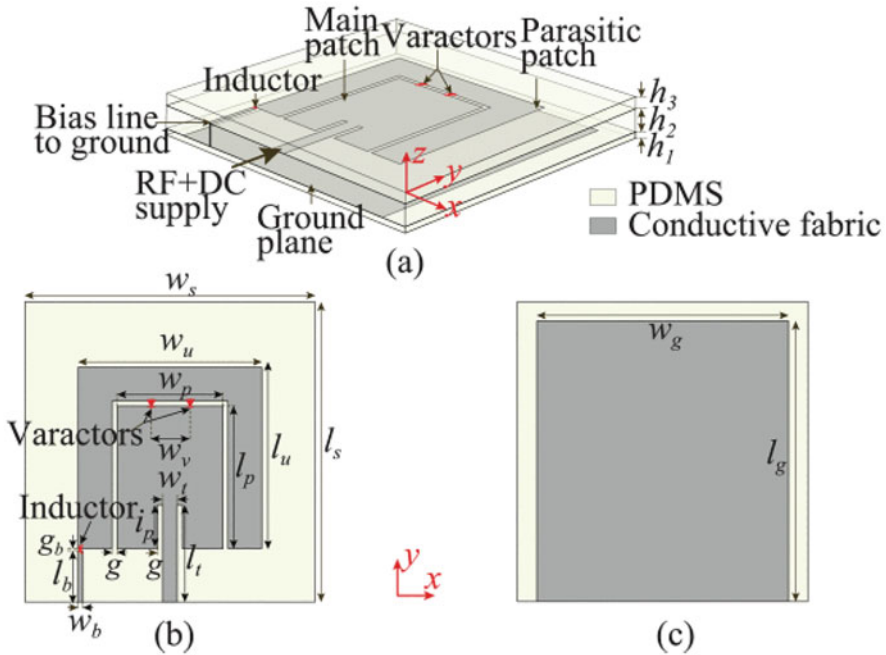 Main
patch
Varactors
Parasitic
patch
Inductor
Bias line
to ground
RF+DC
supply
Ground
plane
h3
h2
h1
z
y
x
PDMS
Conductive fabric
(a)
ws
wu
wp
Varactors
wv
wt
lp
lu
ls
Inductor
ip
gb
g
g
lt
lb
wb
(b)
y
x
wg
lg
(c)